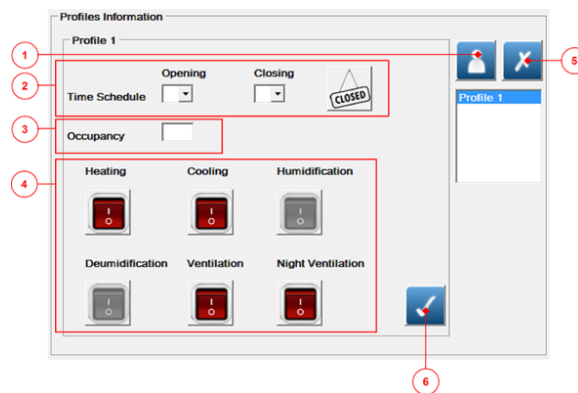 Profiles Information
Profile 1
1
5
2
Opening
Closing
Time Schedule
CLOSED
Profile 1
3
Occupancy
4
Heating
Cooling
Humidification
I
O
I
O
I
O
Deumidification
Ventilation
Night Ventilation
I
O
I
O
I
O
6